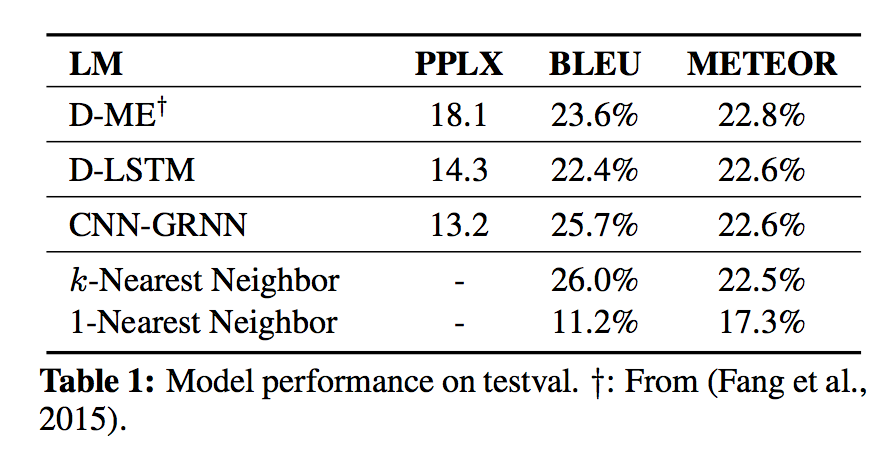 LM PPLX BLEU METEOR
D-ME† 18.1 23.6% 22.8%
D-LSTM 14.3 22.4% 22.6%
CNN-GRNN 13.2 25.7% 22.6%
k-Nearest Neighbor - 26.0% 22.5%
1-Nearest Neighbor - 11.2% 17.3%
Table 1: Model performance on testval. †: From (Fang et al.,
2015).